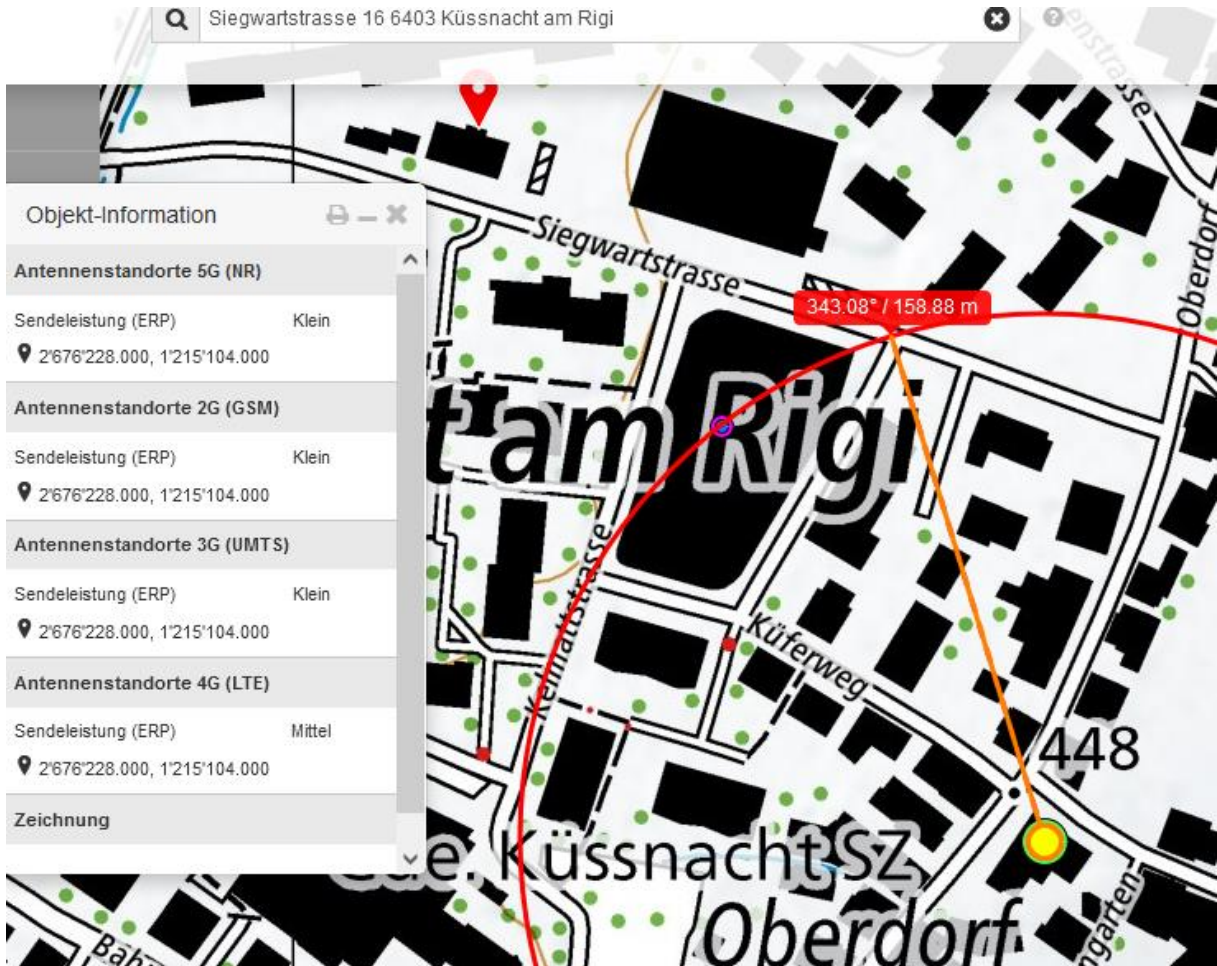 Siegwartstrasse 16 6403 Küssnacht am Rigi
Objekt-Information
Antennenstandorte 5G (NR)
Sendeleistung (ERP) Klein
2'676'228.000, 1'215'104.000
Antennenstandorte 2G (GSM)
Sendeleistung (ERP) Klein
2'676'228.000, 1'215'104.000
Antennenstandorte 3G (UMTS)
Sendeleistung (ERP) Klein
2'676'228.000, 1'215'104.000
Antennenstandorte 4G (LTE)
Sendeleistung (ERP) Mittel
2'676'228.000, 1'215'104.000
Zeichnung
Siegwartstrasse
Oberdorf
343.08° / 158.88 m
t am Rigi
Kelmattstrasse
Küferweg
448
e. Küssnacht SZ
Oberdorf